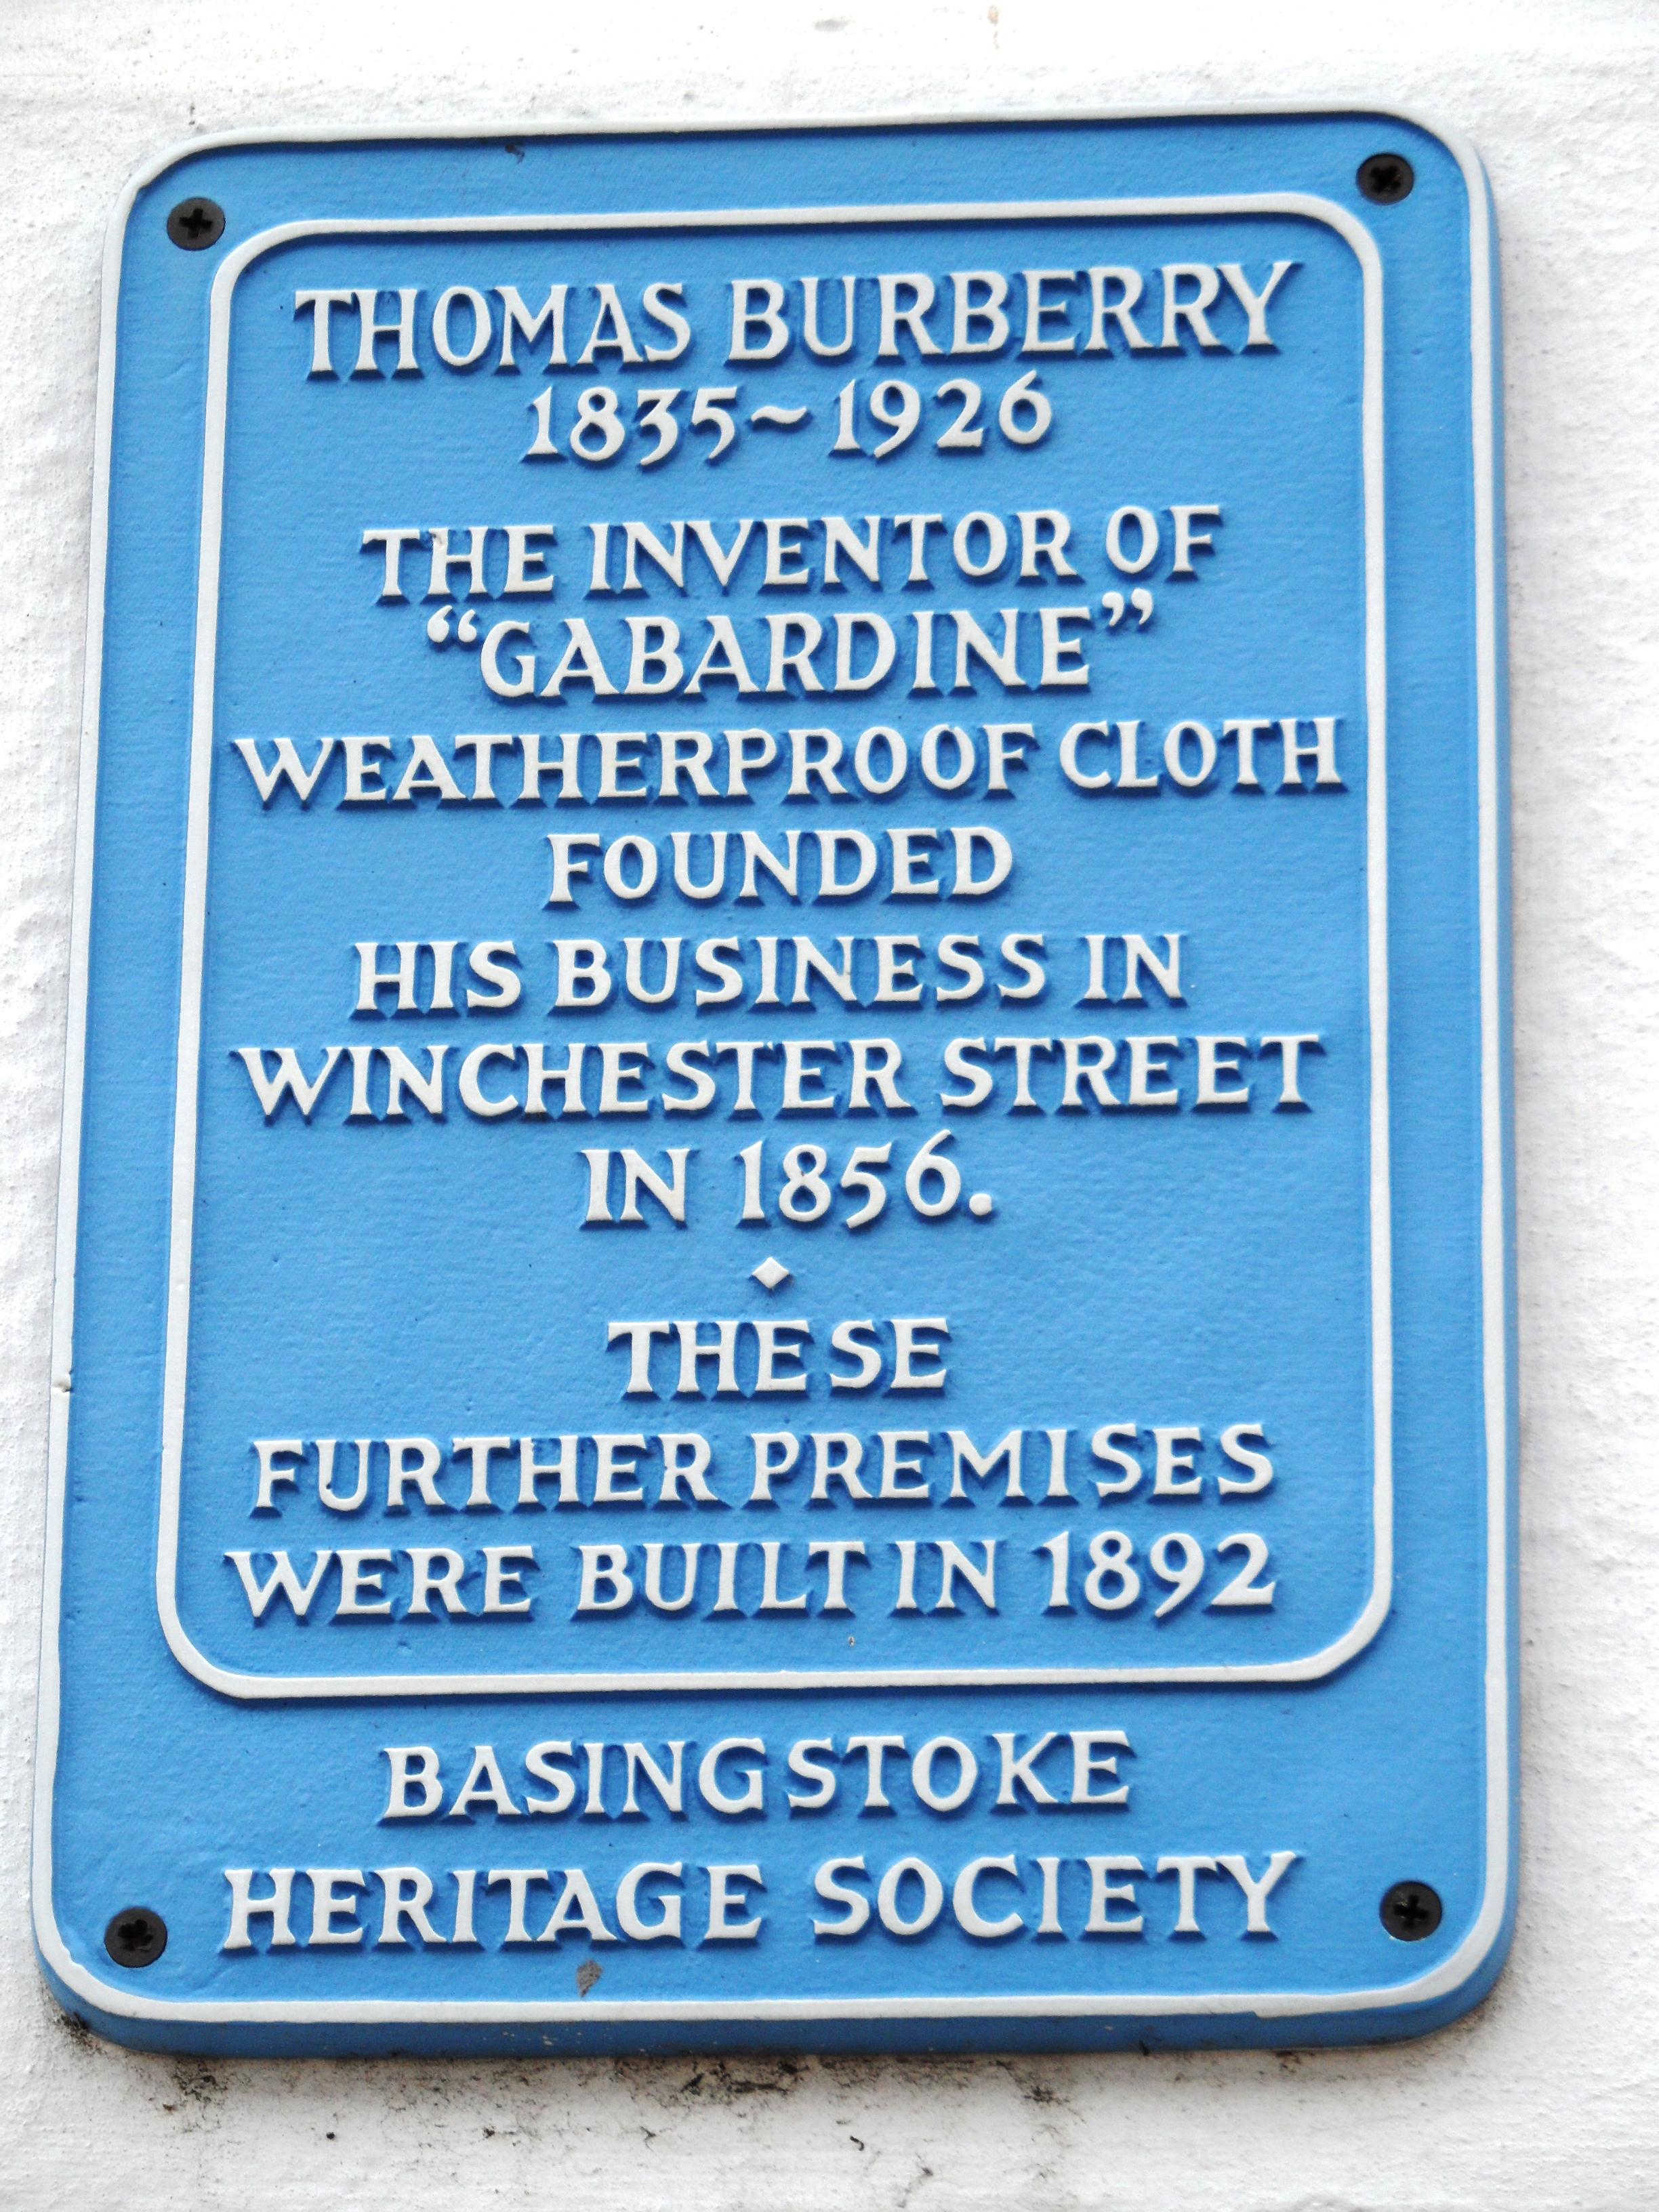 THOMAS BURBERRY
1835~1926
THE INVENTOR OF
“GABARDINE”
WEATHERPROOF CLOTH
FOUNDED
HIS BUSINESS IN
WINCHESTER STREET
IN 1856.
THESE
FURTHER PREMISES
WERE BUILT IN 1892
BASINGSTOKE
HERITAGE SOCIETY